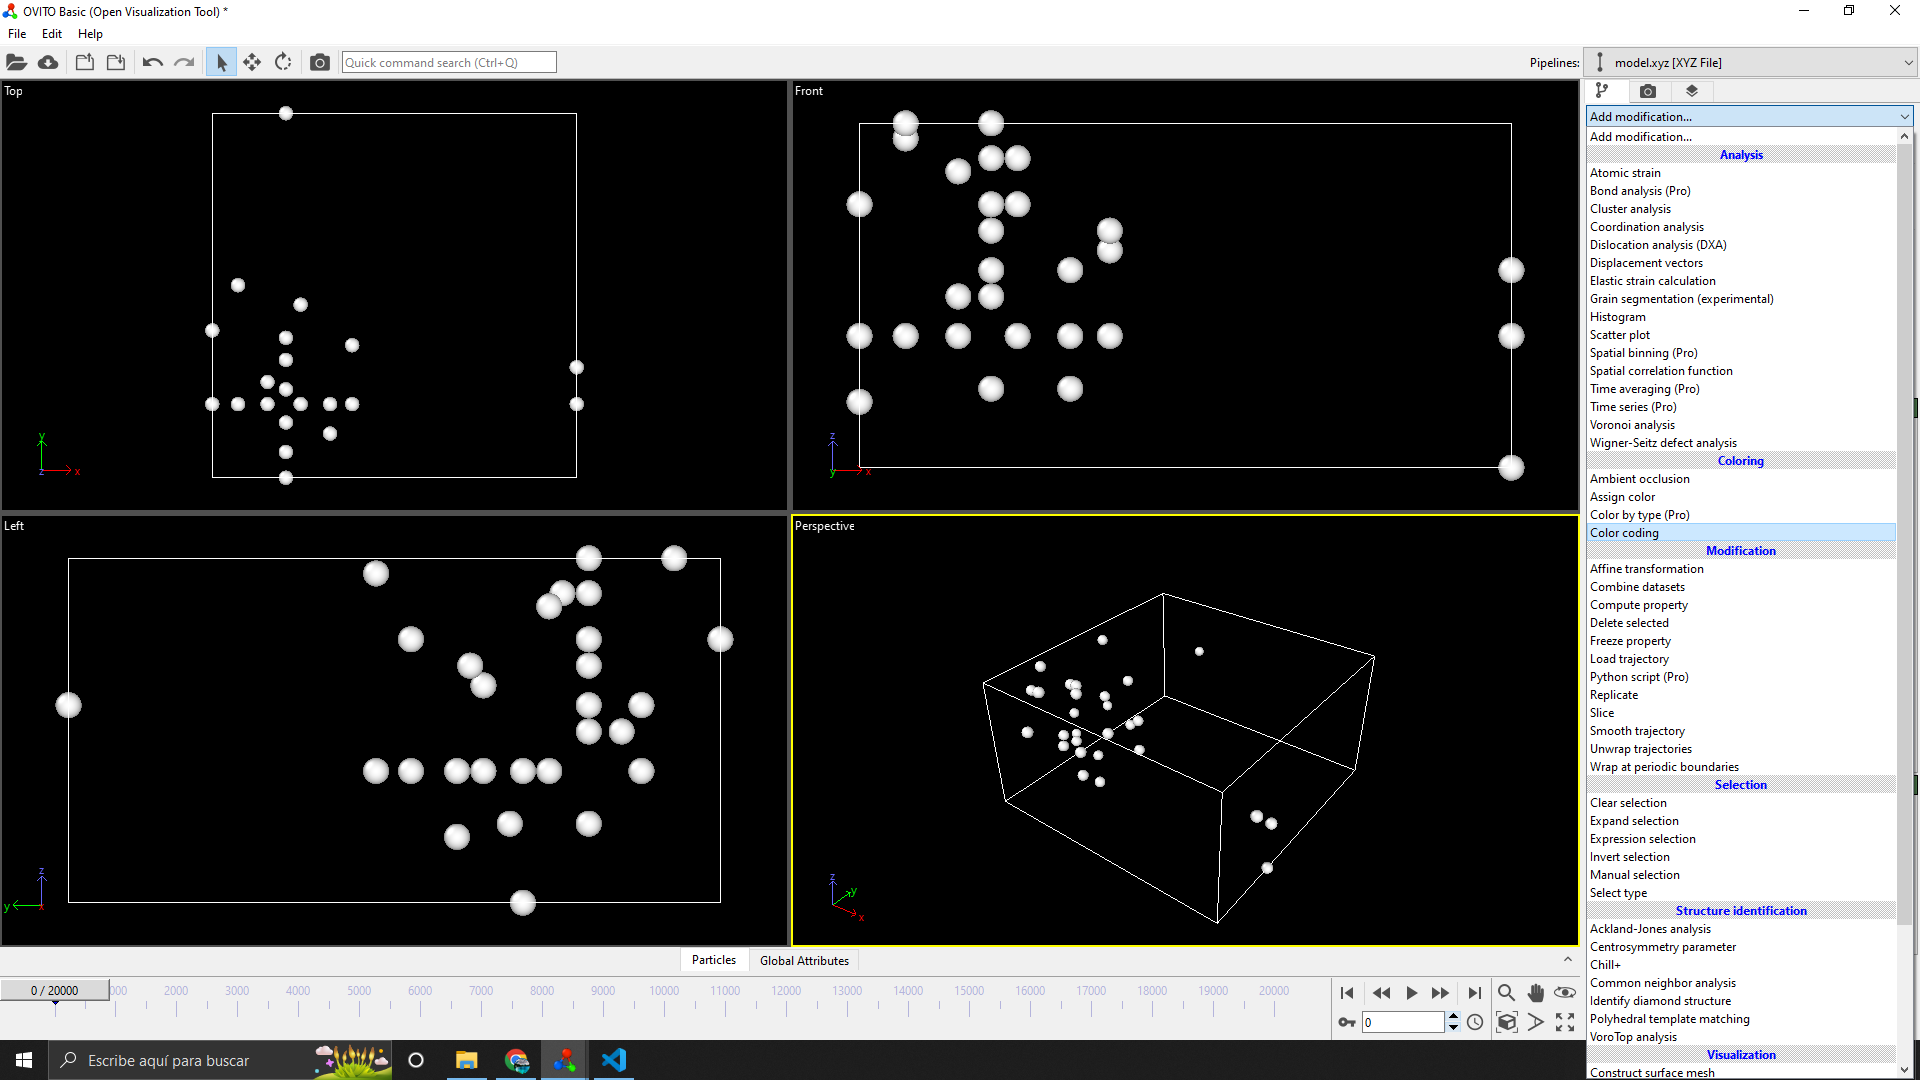 OVITO Basic (Open Visualization Tool) *
File Edit Help
Quick command search (Ctrl+Q)
Pipelines: model.xyz [XYZ File]
Top
y
z x
Front
z
y x
Left
z
y x
Perspective
z
y
x
Add modification...
Add modification...
Analysis
Atomic strain
Bond analysis (Pro)
Cluster analysis
Coordination analysis
Dislocation analysis (DXA)
Displacement vectors
Elastic strain calculation
Grain segmentation (experimental)
Histogram
Scatter plot
Spatial binning (Pro)
Spatial correlation function
Time averaging (Pro)
Time series (Pro)
Voronoi analysis
Wigner-Seitz defect analysis
Coloring
Ambient occlusion
Assign color
Color by type (Pro)
Color coding
Modification
Affine transformation
Combine datasets
Compute property
Delete selected
Freeze property
Load trajectory
Python script (Pro)
Replicate
Slice
Smooth trajectory
Unwrap trajectories
Wrap at periodic boundaries
Selection
Clear selection
Expand selection
Expression selection
Invert selection
Manual selection
Select type
Structure identification
Ackland-Jones analysis
Centrosymmetry parameter
Chill+
Common neighbor analysis
Identify diamond structure
Polyhedral template matching
VoroTop analysis
Visualization
Construct surface mesh
Particles Global Attributes
0 / 20000 000 2000 3000 4000 5000 6000 7000 8000 9000 10000 11000 12000 13000 14000 15000 16000 17000 18000 19000 20000
0
Escribe aquí para buscar